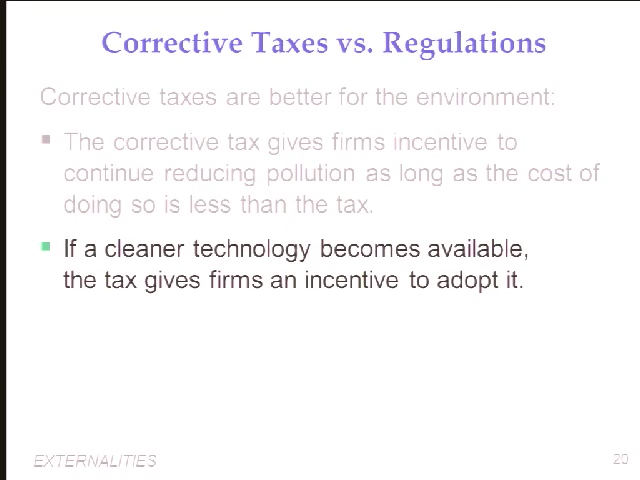 Corrective Taxes vs. Regulations
Corrective taxes are better for the environment:
The corrective tax gives firms incentive to
continue reducing pollution as long as the cost of
doing so is less than the tax.
If a cleaner technology becomes available,
the tax gives firms an incentive to adopt it.
EXTERNALITIES
20